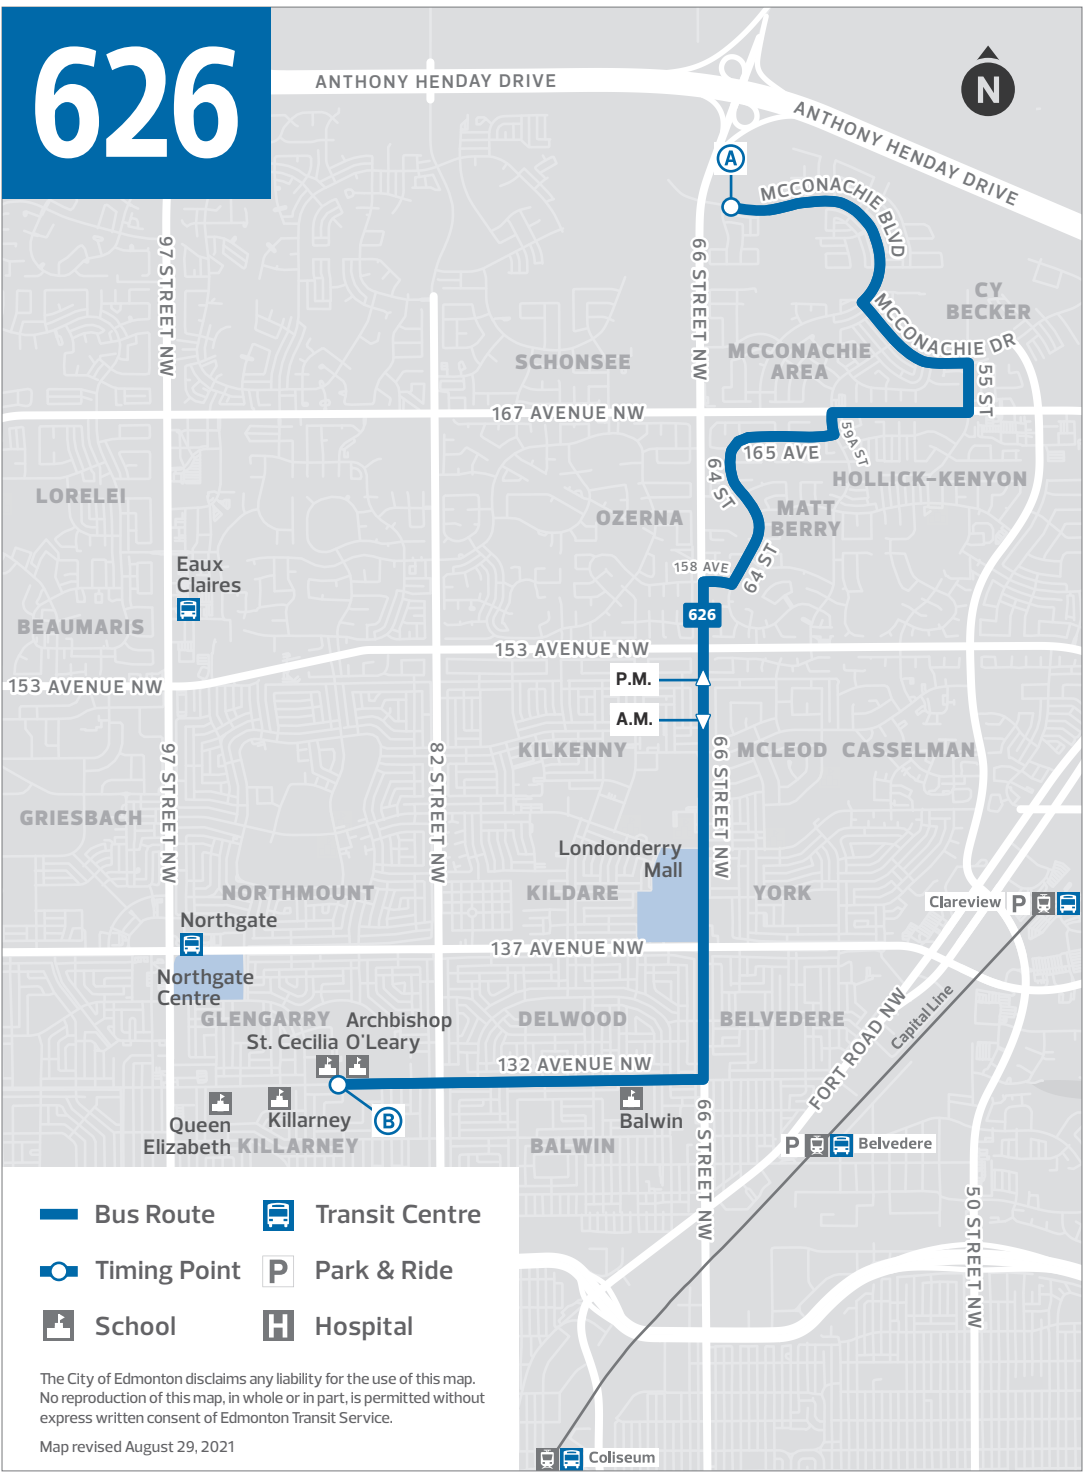 626
ANTHONY HENDAY DRIVE
ANTHONY HENDAY DRIVE
N
A
MCCONACHIE BLVD
97 STREET NW
66 STREET NW
CY
BECKER
MCCONACHIE DR
SCHONSEE
MCCONACHIE
AREA
55 ST
167 AVENUE NW
59A ST
165 AVE
64 ST
HOLLICK-KENYON
LORELEI
OZERNA
MATT
BERRY
Eaux
Claires
158 AVE
64 ST
626
BEAUMARIS
153 AVENUE NW
153 AVENUE NW
P.M.
A.M.
97 STREET NW
82 STREET NW
KILKENNY
66 STREET NW
MCLEOD
CASSELMAN
GRIESBACH
Londonderry
Mall
NORTHMOUNT
KILDARE
YORK
Clareview P
Northgate
137 AVENUE NW
Northgate
Centre
GLENGARRY
Archbishop
O'Leary
St. Cecilia
DELWOOD
BELVEDERE
FORT ROAD NW
Capital Line
132 AVENUE NW
Queen
Elizabeth
Killarney
B
Balwin
KILLARNEY
BALWIN
66 STREET NW
P Belvedere
50 STREET NW
Bus Route
Transit Centre
Timing Point
P Park & Ride
School
H Hospital
The City of Edmonton disclaims any liability for the use of this map.
No reproduction of this map, in whole or in part, is permitted without
express written consent of Edmonton Transit Service.
Map revised August 29, 2021
Coliseum